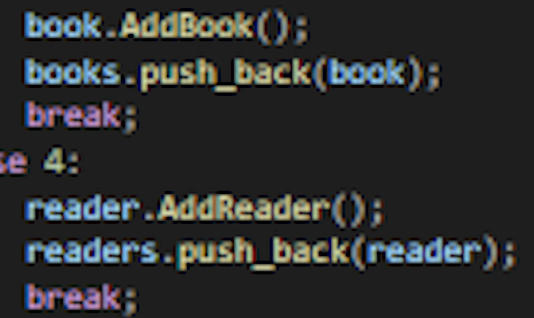 book.AddBook();
books.push_back(book);
break;
se 4:
reader.AddReader();
readers.push_back(reader);
break;